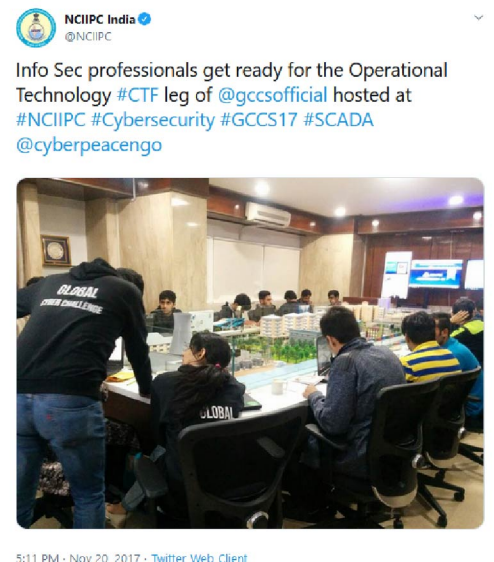 NCIIPC India
@NCIIPC
Info Sec professionals get ready for the Operational
Technology #CTF leg of @gccsofficial hosted at
#NCIIPC #Cybersecurity #GCCS17 #SCADA
@cyberpeacengo
GLOBAL
CYBER CHALLENGE
GLOBAL
5:11 PM · Nov 20, 2017 · Twitter Web Client